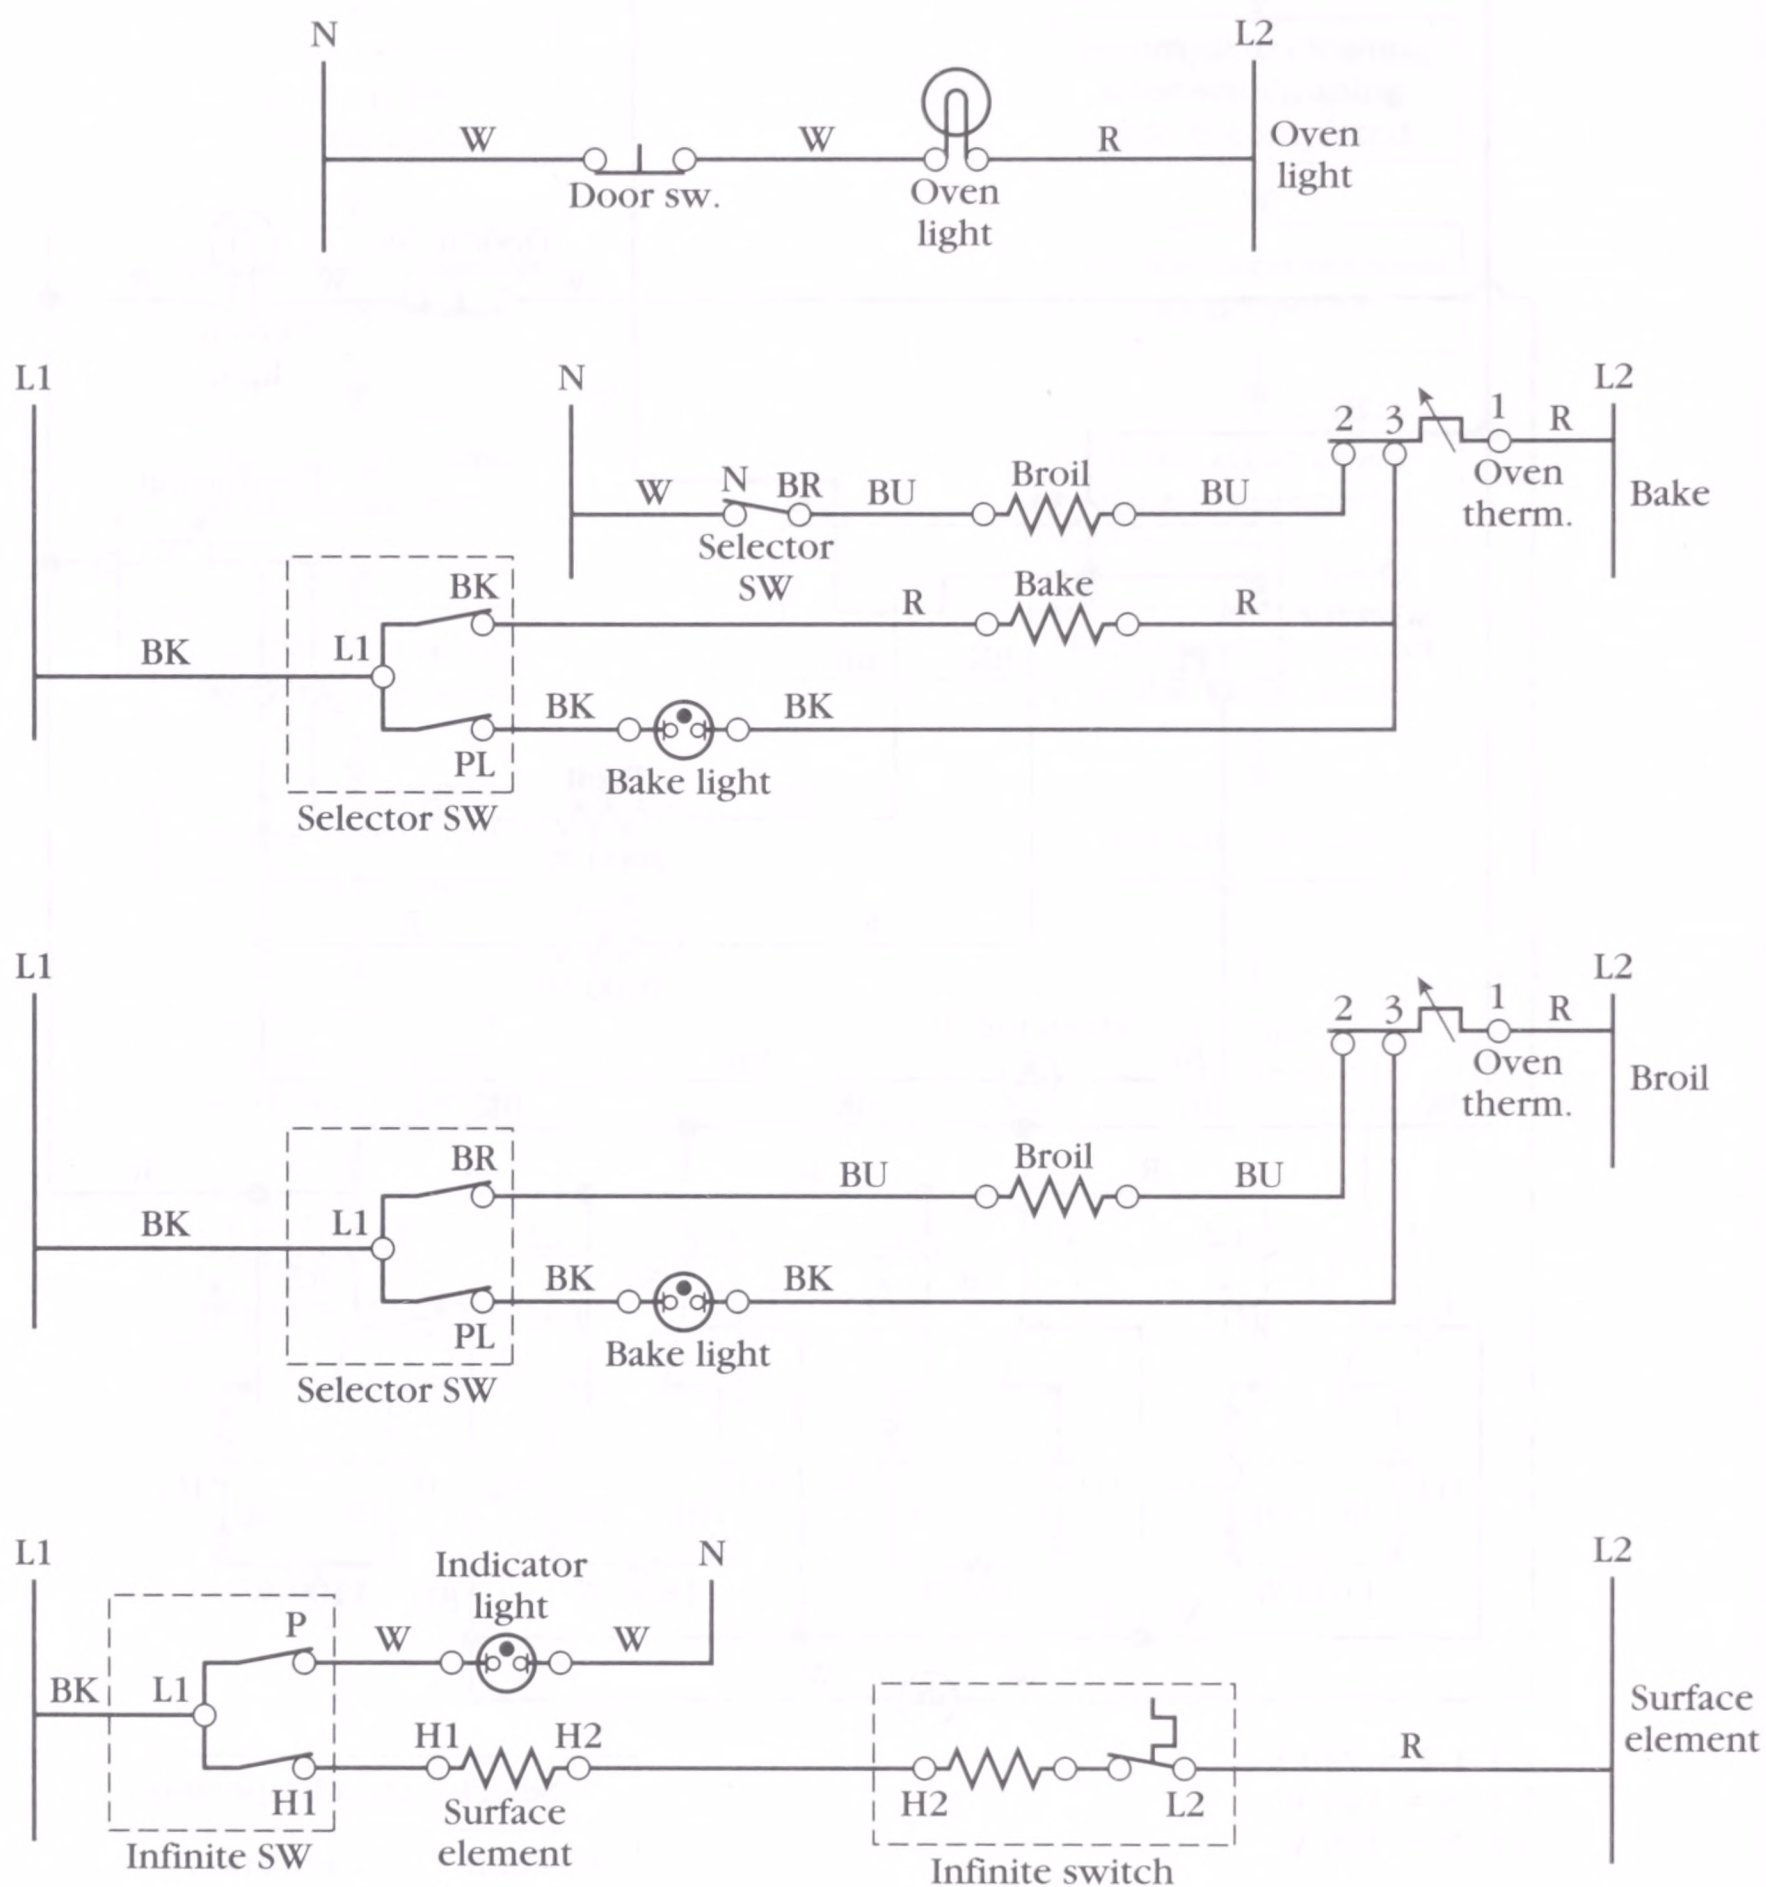 N
L2
W
W
R
Oven
light
Door sw.
Oven
light
L1
N
L2
2
3
1
R
Oven
therm.
Bake
W
N
BR
BU
Broil
BU
Selector
SW
BK
L1
BK
R
Bake
R
BK
BK
PL
Bake light
Selector SW
L1
L2
2
3
1
R
Oven
therm.
Broil
BK
L1
BR
BU
Broil
BU
BK
BK
PL
Bake light
Selector SW
L1
Indicator
light
N
L2
P
W
W
BK
L1
H1
H2
H1
Surface
element
Infinite SW
H2
L2
Infinite switch
R
Surface
element